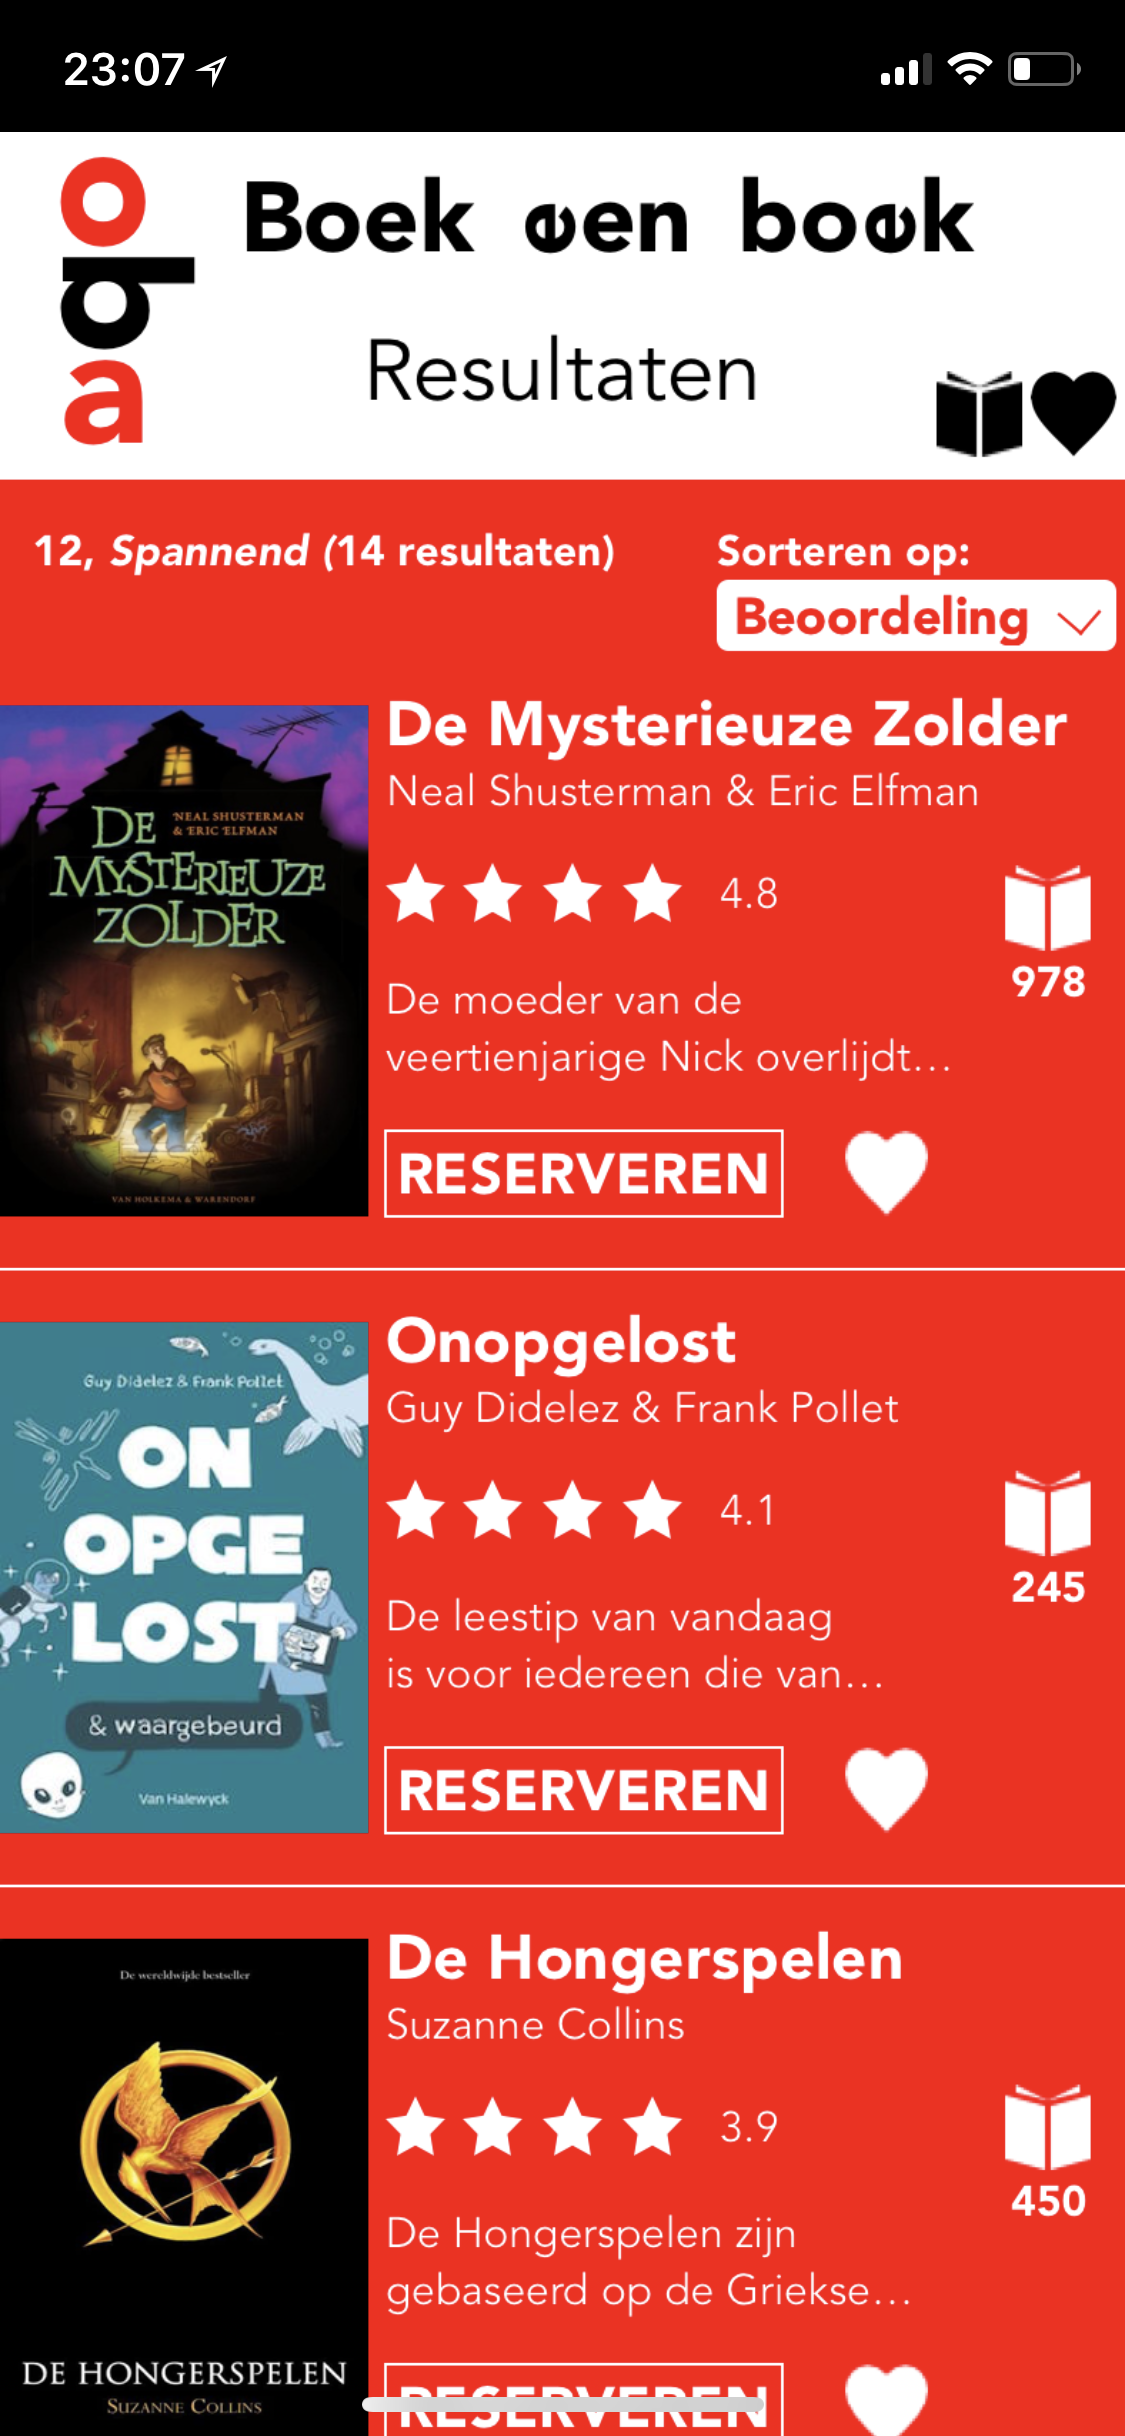 23:07
oba
Boek een boek
Resultaten
12, Spannend (14 resultaten)
Sorteren op:
Beoordeling
DE
NEAL SHUSTERMAN
& ERIC ELFMAN
MYSTERIEUZE
ZOLDER
VAN HOLKEMA & WARENDORF
De Mysterieuze Zolder
Neal Shusterman & Eric Elfman
4.8
978
De moeder van de
veertienjarige Nick overlijdt...
RESERVEREN
Guy Didelez & Frank Pollet
ON
OPGE
LOST
& waargebeurd
Van Halewyck
Onopgelost
Guy Didelez & Frank Pollet
4.1
245
De leestip van vandaag
is voor iedereen die van...
RESERVEREN
De wereldwijde bestseller
DE HONGERSPELEN
SUZANNE COLLINS
De Hongerspelen
Suzanne Collins
3.9
450
De Hongerspelen zijn
gebaseerd op de Griekse...
RESERVEREN